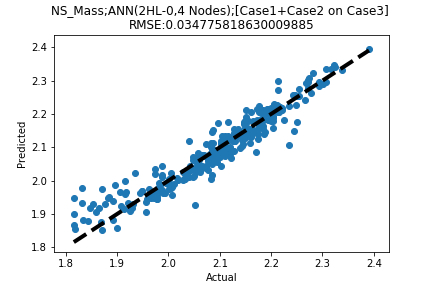 NS_Mass;ANN(2HL-0,4 Nodes);[Case1+Case2 on Case3]
RMSE:0.034775818630009885
2.4
2.3
2.2
2.1
2.0
1.9
1.8
Predicted
1.8 1.9 2.0 2.1 2.2 2.3 2.4
Actual